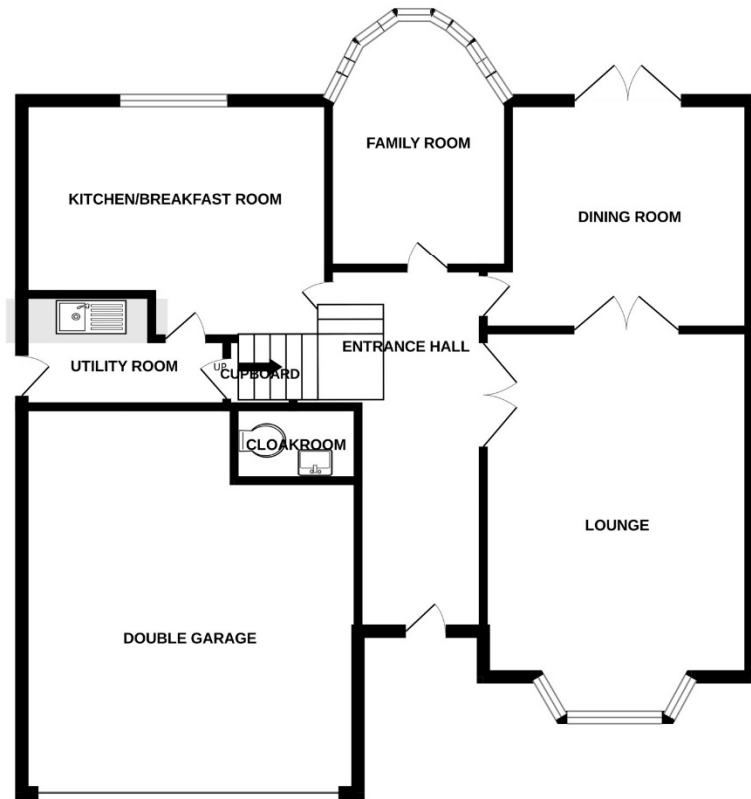 FAMILY ROOM
KITCHEN/BREAKFAST ROOM
DINING ROOM
ENTRANCE HALL
UTILITY ROOM
UP
CUPBOARD
CLOAKROOM
LOUNGE
DOUBLE GARAGE